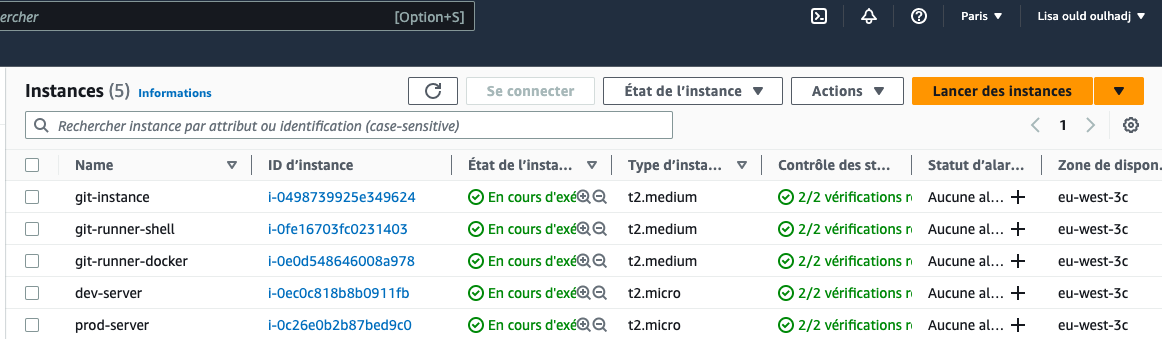 ercher [Option+S] Paris ▼ Lisa ould oulhadj ▼
Instances (5) Informations Se connecter État de l'instance ▼ Actions ▼ Lancer des instances ▼
Rechercher instance par attribut ou identification (case-sensitive) 1
Name ID d'instance État de l'insta... Type d'insta... Contrôle des st... Statut d'alar... Zone de dispon.
git-instance i-0498739925e349624 En cours d'exé t2.medium 2/2 vérifications r Aucune al... + eu-west-3c
git-runner-shell i-0fe16703fc0231403 En cours d'exé t2.medium 2/2 vérifications r Aucune al... + eu-west-3c
git-runner-docker i-0e0d548646008a978 En cours d'exé t2.medium 2/2 vérifications r Aucune al... + eu-west-3c
dev-server i-0ec0c818b8b0911fb En cours d'exé t2.micro 2/2 vérifications r Aucune al... + eu-west-3c
prod-server i-0c26e0b2b87bed9c0 En cours d'exé t2.micro 2/2 vérifications r Aucune al... + eu-west-3c